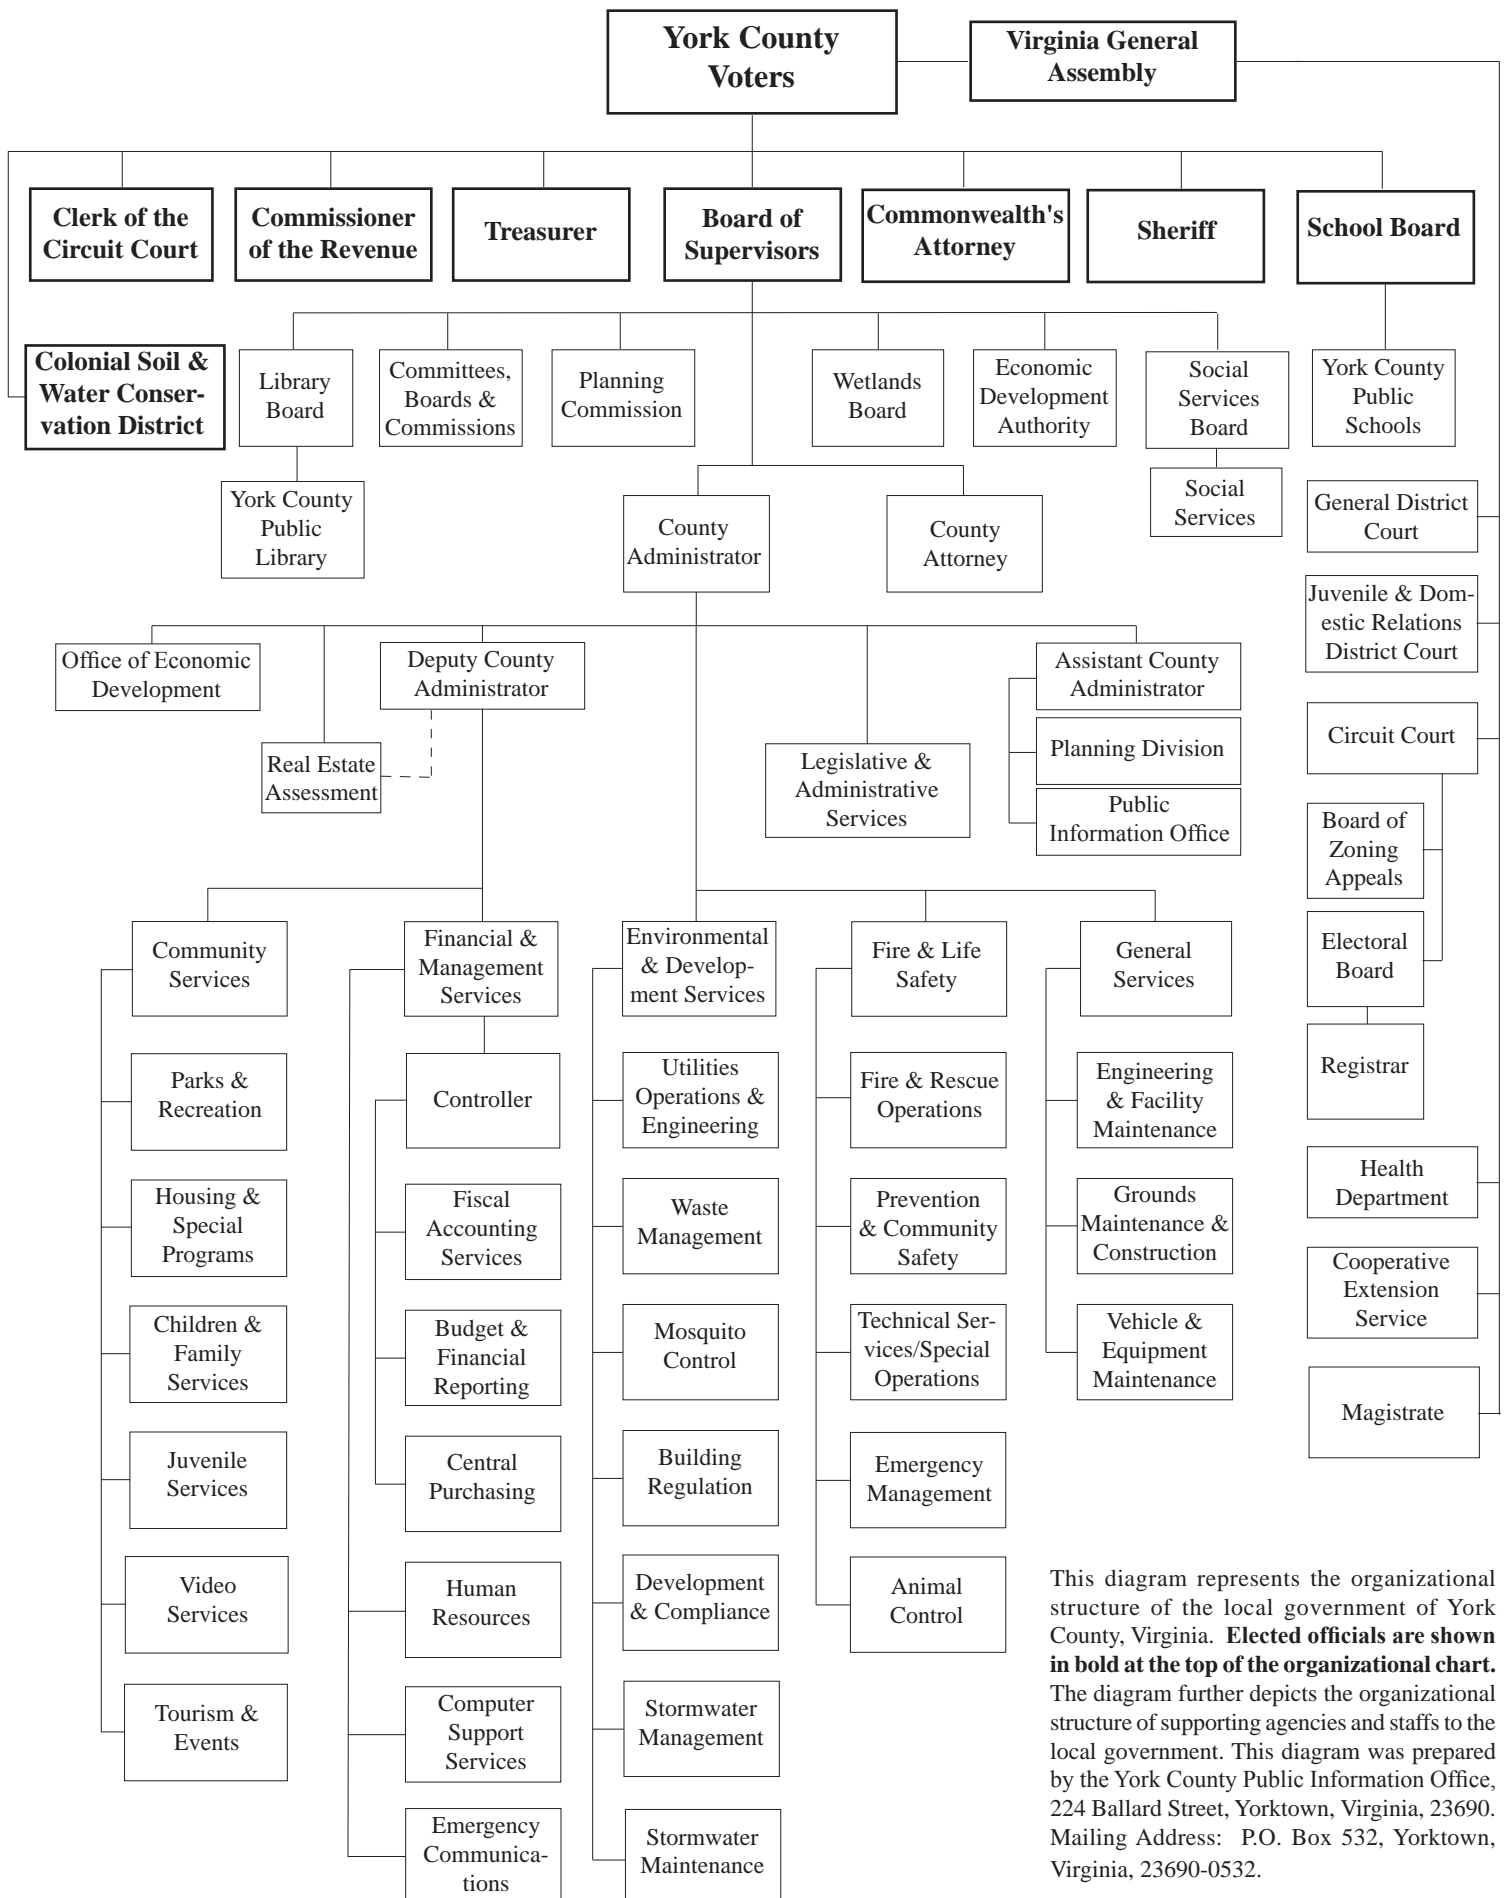 York County
Voters
Virginia General
Assembly
Clerk of the
Circuit Court
Commissioner
of the Revenue
Treasurer
Board of
Supervisors
Commonwealth's
Attorney
Sheriff
School Board
Colonial Soil &
Water Conser-
vation District
Library
Board
Committees,
Boards &
Commissions
Planning
Commission
Wetlands
Board
Economic
Development
Authority
Social
Services
Board
York County
Public
Schools
York County
Public
Library
County
Administrator
County
Attorney
Social
Services
General District
Court
Juvenile & Dom-
estic Relations
District Court
Office of Economic
Development
Deputy County
Administrator
Assistant County
Administrator
Real Estate
Assessment
Legislative &
Administrative
Services
Planning Division
Public
Information Office
Circuit Court
Board of
Zoning
Appeals
Electoral
Board
Registrar
Health
Department
Cooperative
Extension
Service
Magistrate
Community
Services
Parks &
Recreation
Housing &
Special
Programs
Children &
Family
Services
Juvenile
Services
Video
Services
Tourism &
Events
Financial &
Management
Services
Controller
Fiscal
Accounting
Services
Budget &
Financial
Reporting
Central
Purchasing
Human
Resources
Computer
Support
Services
Emergency
Communica-
tions
Environmental
& Develop-
ment Services
Utilities
Operations &
Engineering
Waste
Management
Mosquito
Control
Building
Regulation
Development
& Compliance
Stormwater
Management
Stormwater
Maintenance
Fire & Life
Safety
Fire & Rescue
Operations
Prevention
& Community
Safety
Technical Ser-
vices/Special
Operations
Emergency
Management
Animal
Control
General
Services
Engineering
& Facility
Maintenance
Grounds
Maintenance &
Construction
Vehicle &
Equipment
Maintenance
This diagram represents the organizational
structure of the local government of York
County, Virginia. Elected officials are shown
in bold at the top of the organizational chart.
The diagram further depicts the organizational
structure of supporting agencies and staffs to the
local government. This diagram was prepared
by the York County Public Information Office,
224 Ballard Street, Yorktown, Virginia, 23690.
Mailing Address: P.O. Box 532, Yorktown,
Virginia, 23690-0532.